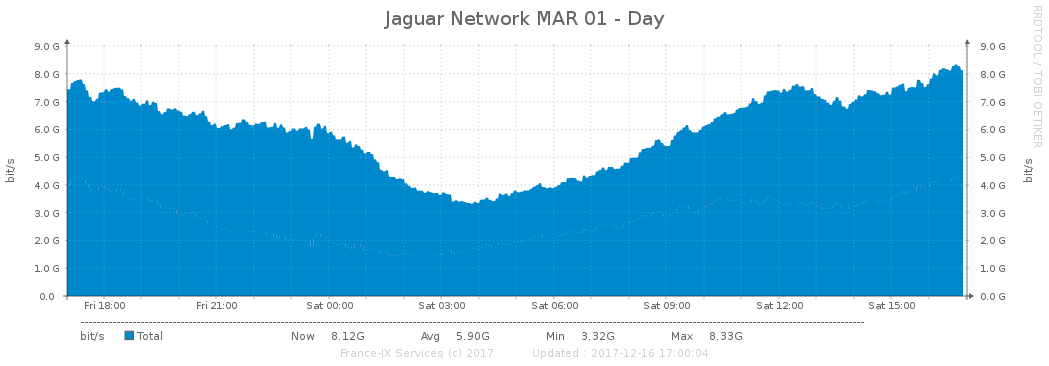 Jaguar Network MAR 01 - Day
RRDTOOL / TOBI OETIKER
bit/s
bit/s
9.0 G 9.0 G
8.0 G 8.0 G
7.0 G 7.0 G
6.0 G 6.0 G
5.0 G 5.0 G
4.0 G 4.0 G
3.0 G 3.0 G
2.0 G 2.0 G
1.0 G 1.0 G
0.0 0.0 G
Fri 18:00 Fri 21:00 Sat 00:00 Sat 03:00 Sat 06:00 Sat 09:00 Sat 12:00 Sat 15:00
bit/s Total Now 8.12G Avg 5.90G Min 3.32G Max 8.33G
France-IX Services (c) 2017 Updated : 2017-12-16 17:00:04